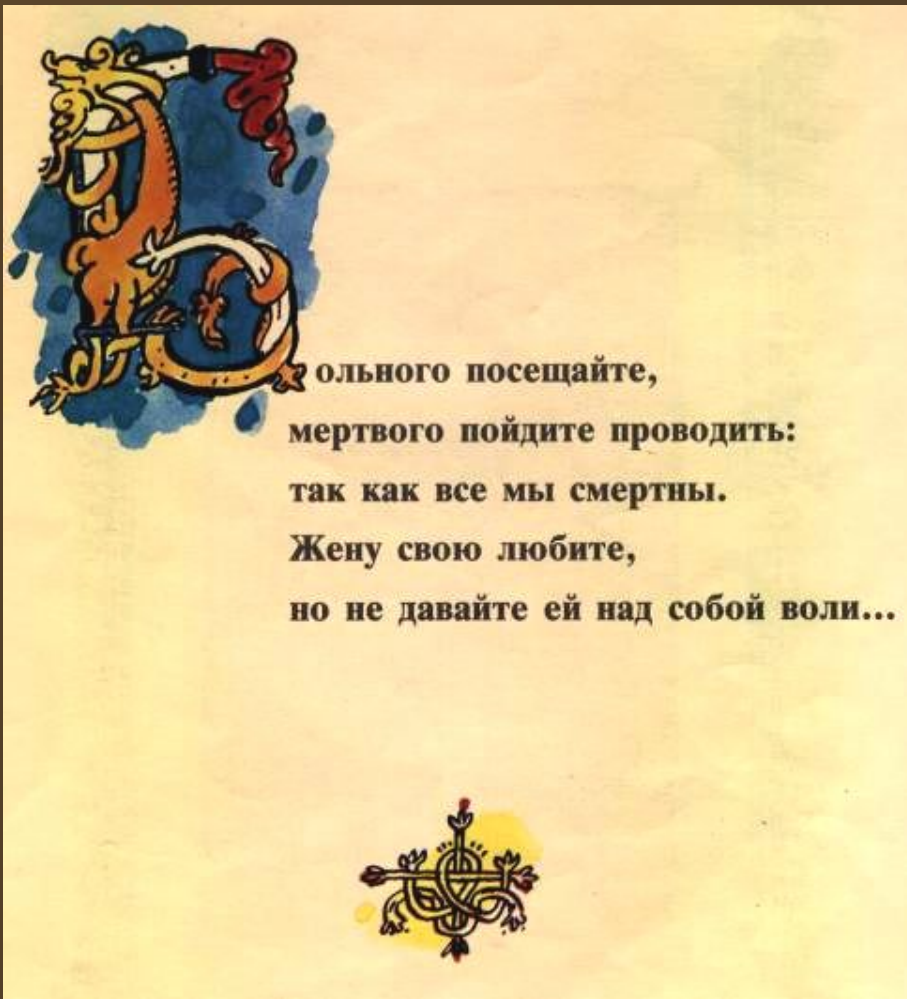 Больного посещайте,
мертвого пойдите проводить:
так как все мы смертны.
Жену свою любите,
но не давайте ей над собой воли...